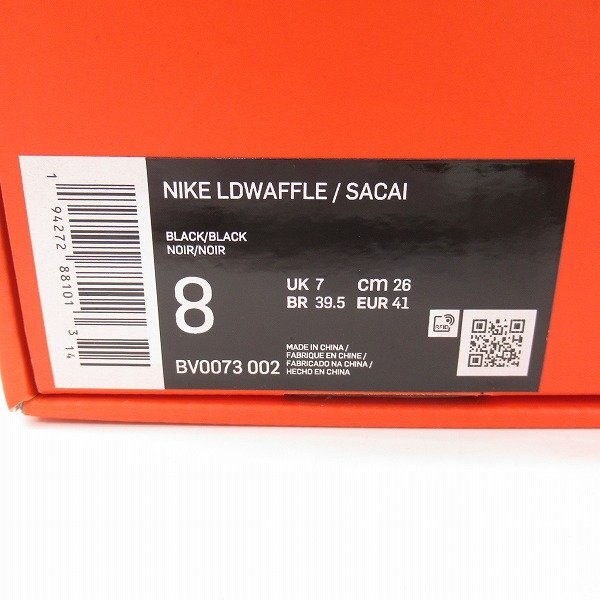 NIKE LDWAFFLE / SACAI
BLACK/BLACK
NOIR/NOIR
8
UK 7 cm 26
BR 39.5 EUR 41
BV0073 002
MADE IN CHINA /
FABRIQUE EN CHINE /
FABRICADO NA CHINA /
HECHO EN CHINA
RFID
1 94272 88101 3 14